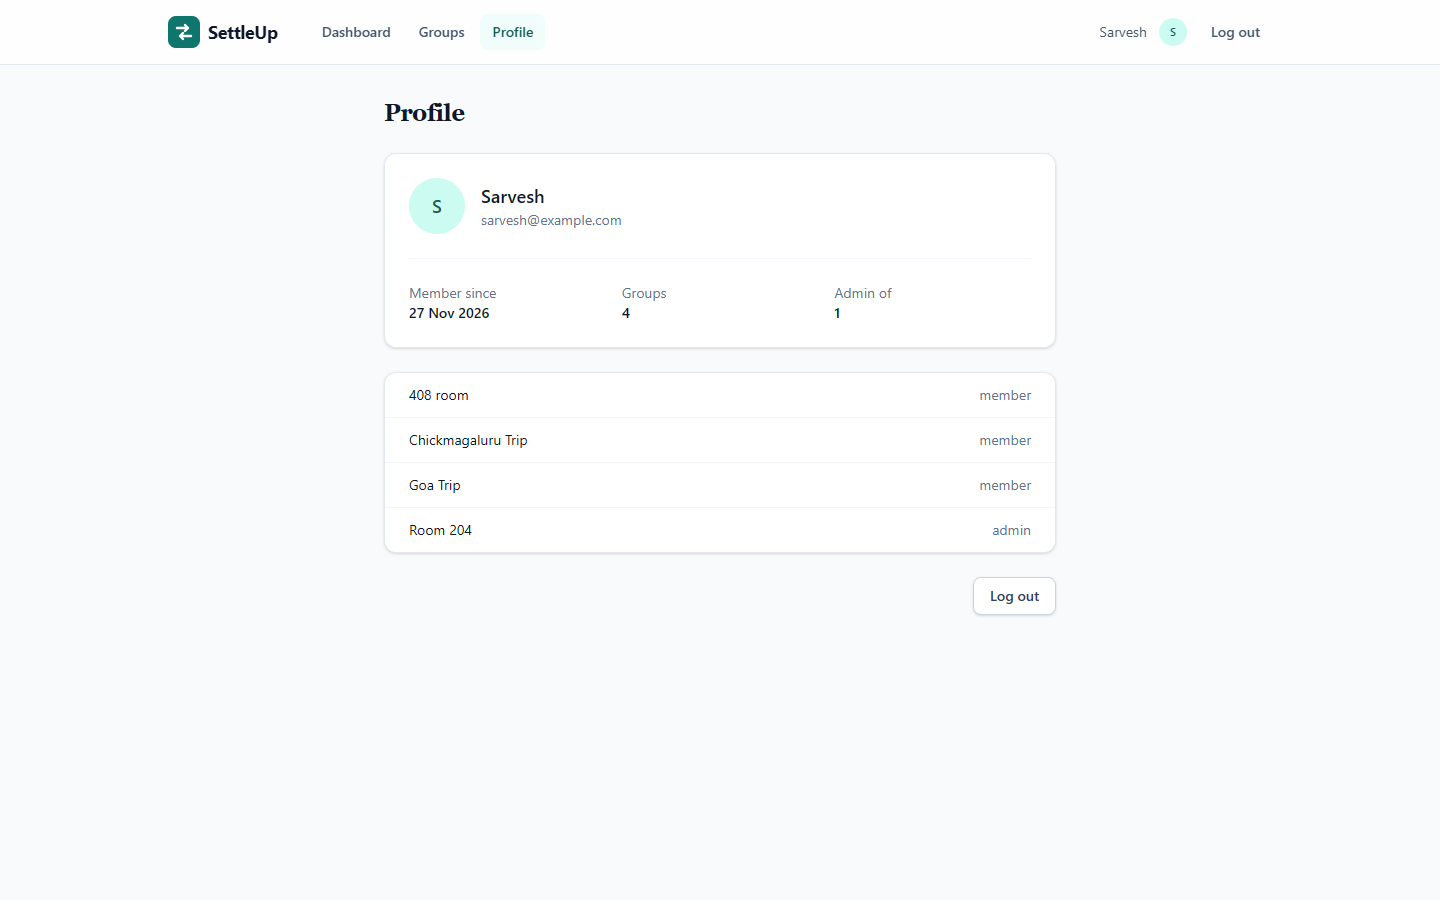 SettleUp Dashboard Groups Profile Sarvesh S Log out
Profile
S
Sarvesh
sarvesh@example.com
Member since Groups Admin of
27 Nov 2026 4 1
408 room member
Chickmagaluru Trip member
Goa Trip member
Room 204 admin
Log out